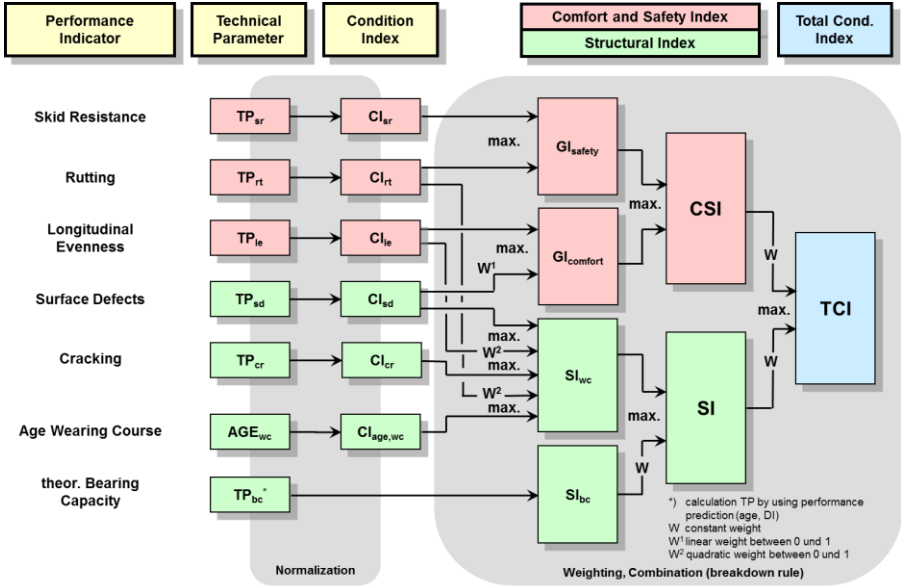 Performance
Indicator
Technical
Parameter
Condition
Index
Comfort and Safety Index
Structural Index
Total Cond.
Index
Skid Resistance
TPsr
CIsr
max.
GIsafety
Rutting
TPrt
CIrt
max.
CSI
Longitudinal
Evenness
TPle
CIle
max.
GIcomfort
W
W¹
Surface Defects
TPsd
CIsd
max.
TCI
max.
W²
Cracking
TPcr
CIcr
max.
SIwc
W
W²
max.
max.
SI
Age Wearing Course
AGEwc
CIage,wc
W
theor. Bearing
Capacity
TPbc*
SIbc
*) calculation TP by using performance
prediction (age, DI)
W constant weight
W¹ linear weight between 0 und 1
W² quadratic weight between 0 und 1
Normalization
Weighting, Combination (breakdown rule)